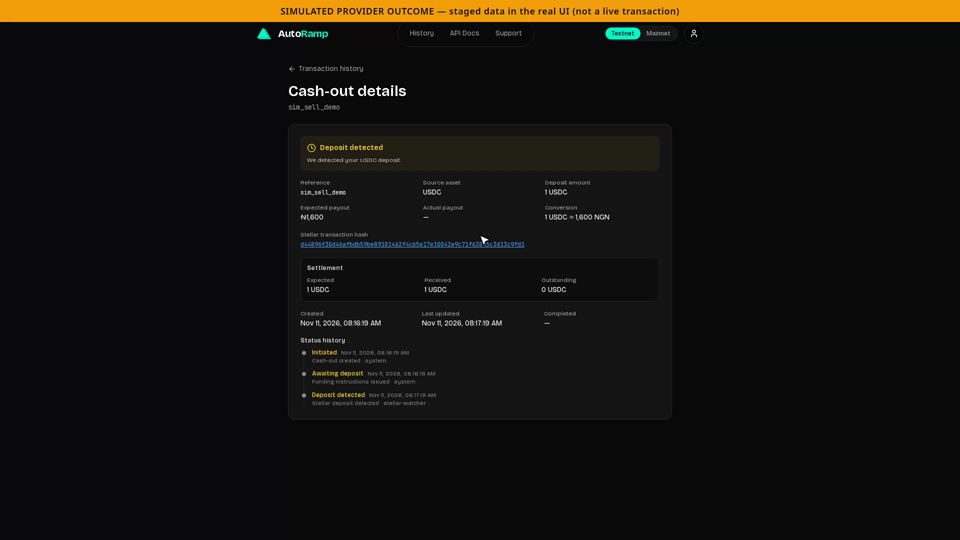 SIMULATED PROVIDER OUTCOME — staged data in the real UI (not a live transaction)
AutoRamp
History API Docs Support
Testnet Mainnet
← Transaction history
Cash-out details
sim_sell_demo
Deposit detected
We detected your USDC deposit.
Reference Source asset Deposit amount
sim_sell_demo USDC 1 USDC
Expected payout Actual payout Conversion
₦1,600 — 1 USDC = 1,600 NGN
Stellar transaction hash
Settlement
Expected Received Outstanding
1 USDC 1 USDC 0 USDC
Created Last updated Completed
Nov 11, 2026, 08:16:19 AM Nov 11, 2026, 08:17:19 AM —
Status history
Initiated Nov 11, 2026, 08:16:19 AM
Cash-out created · system
Awaiting deposit Nov 11, 2026, 08:16:19 AM
Funding instructions issued · system
Deposit detected Nov 11, 2026, 08:17:19 AM
Stellar deposit detected · stellar-watcher